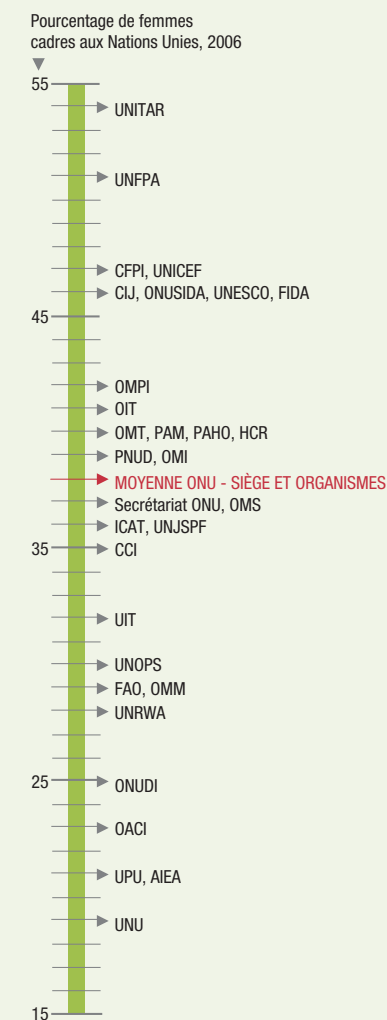 Pourcentage de femmes
cadres aux Nations Unies, 2006
55
UNITAR
UNFPA
CFPI, UNICEF
CIJ, ONUSIDA, UNESCO, FIDA
45
OMPI
OIT
OMT, PAM, PAHO, HCR
PNUD, OMI
MOYENNE ONU - SIÈGE ET ORGANISMES
Secrétariat ONU, OMS
ICAT, UNJSPF
35
CCI
UIT
UNOPS
FAO, OMM
UNRWA
25
ONUDI
OACI
UPU, AIEA
UNU
15